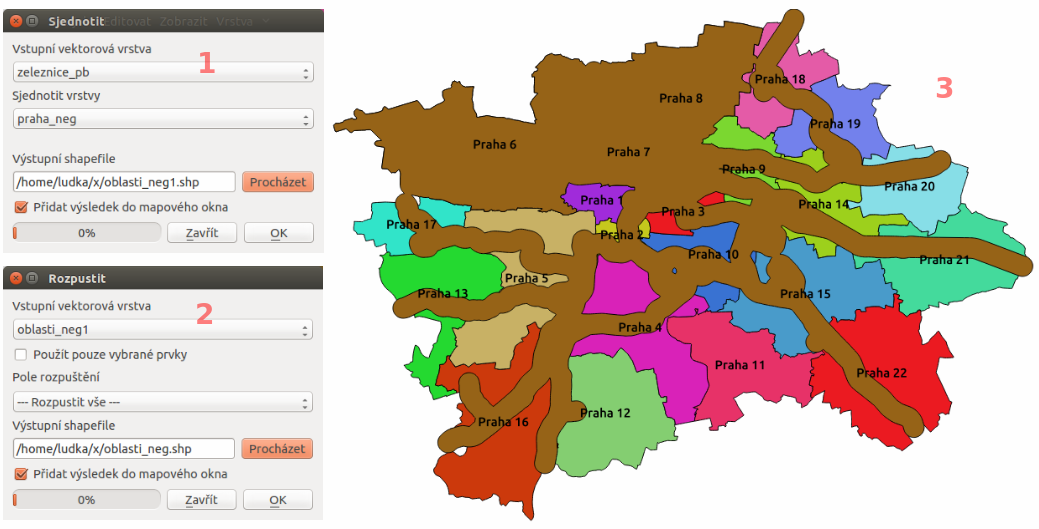 Sjednotit
Editovat Zobrazit Vrstva
Vstupní vektorová vrstva
1
zeleznice_pb
Sjednotit vrstvy
praha_neg
Výstupní shapefile
/home/ludka/x/oblasti_neg1.shp
Procházet
Přidat výsledek do mapového okna
0%
Zavřít
OK
Rozpustit
Vstupní vektorová vrstva
2
oblasti_neg1
Použít pouze vybrané prvky
Pole rozpuštění
--- Rozpustit vše ---
Výstupní shapefile
/home/ludka/x/oblasti_neg.shp
Procházet
Přidat výsledek do mapového okna
0%
Zavřít
OK
3
Praha 18
Praha 8
Praha 19
Praha 6
Praha 7
Praha 9
Praha 20
Praha 1
Praha 14
Praha 3
Praha 17
Praha 2
Praha 10
Praha 21
Praha 5
Praha 13
Praha 15
Praha 4
Praha 11
Praha 22
Praha 12
Praha 16